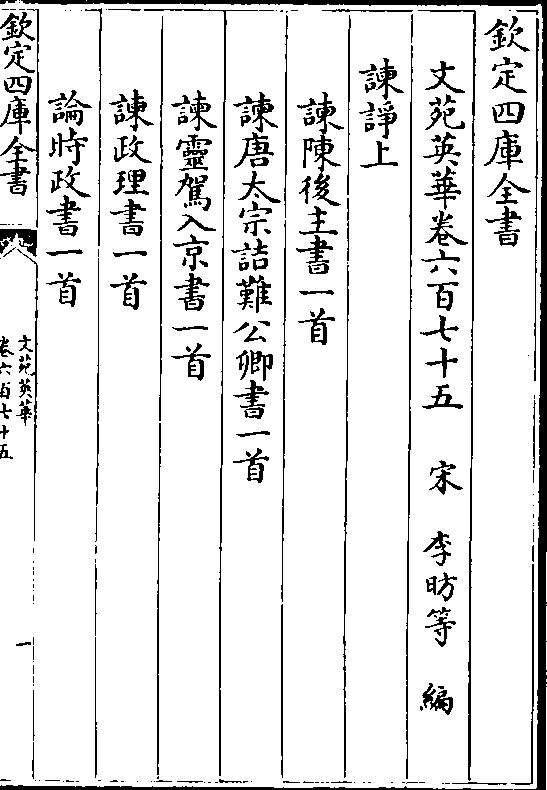 欽定四庫全書
文苑英華卷六百七十五 宋 李昉等 編
諫諍上
諫陳後主書一首
諫唐太宗詰難公卿書一首
諫靈駕入京書一首
諫政理書一首
論時政書一首
欽定四庫全書
文苑英華
卷六百七十五
一